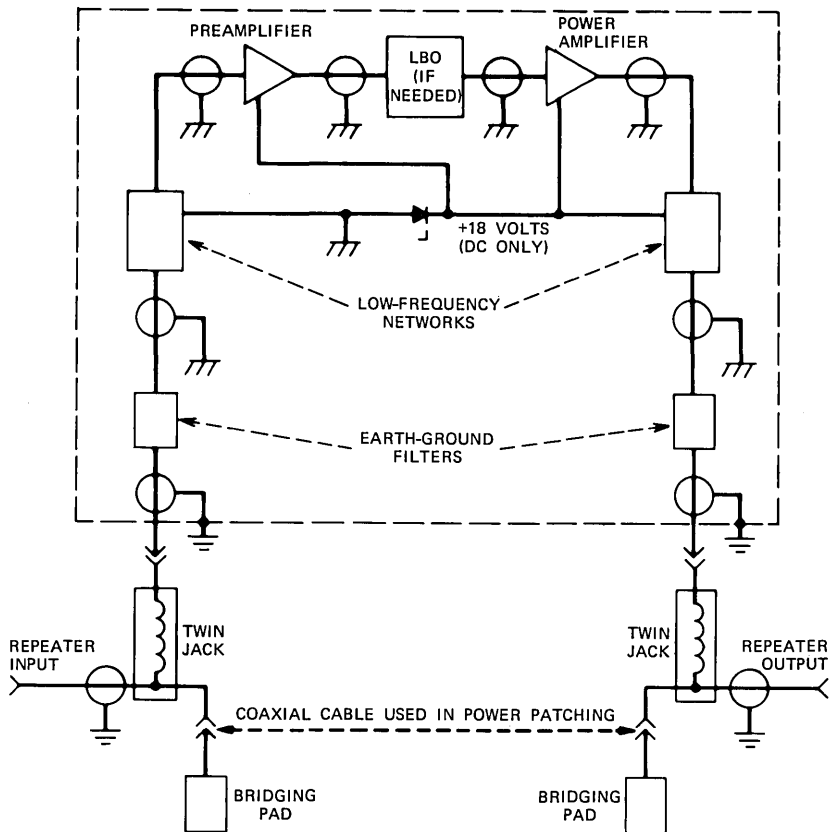 PREAMPLIFIER
LBO
(IF
NEEDED)
POWER
AMPLIFIER
+18 VOLTS
(DC ONLY)
LOW-FREQUENCY
NETWORKS
EARTH-GROUND
FILTERS
REPEATER
INPUT
TWIN
JACK
TWIN
JACK
REPEATER
OUTPUT
COAXIAL CABLE USED IN POWER PATCHING
BRIDGING
PAD
BRIDGING
PAD